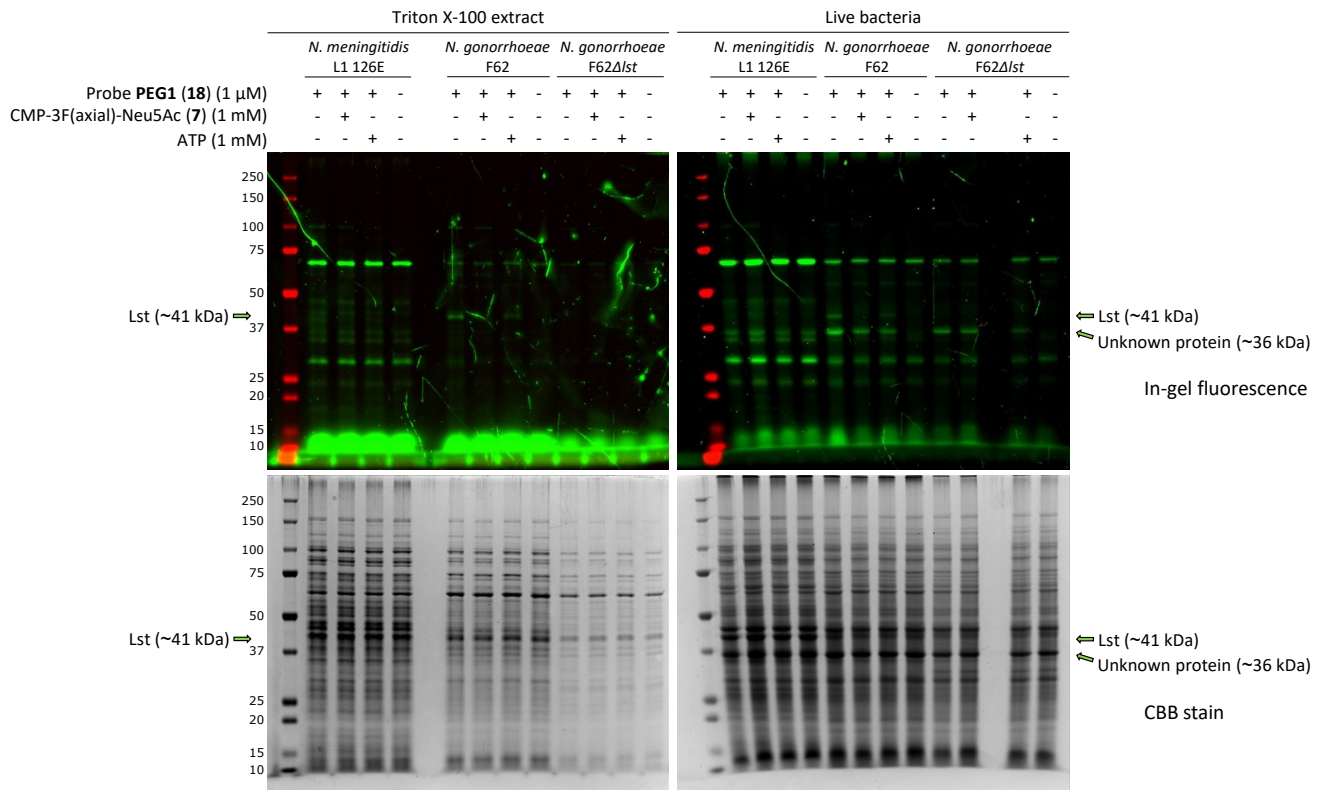 Triton X-100 extract Live bacteria
N. meningitidis N. gonorrhoeae N. gonorrhoeae N. meningitidis N. gonorrhoeae N. gonorrhoeae
L1 126E F62 F62Δlst L1 126E F62 F62Δlst
Probe PEG1 (18) (1 µM) + + + - + + + - + + + - + + + - + + + - + + + -
CMP-3F(axial)-Neu5Ac (7) (1 mM) - + - - - + - - - + - - - + - - - + - - - + - -
ATP (1 mM) - - + - - - + - - - + - - - + - - - + - - - + -
250
150
100
75
50
Lst (~41 kDa) Lst (~41 kDa)
37
Unknown protein (~36 kDa)
25
In-gel fluorescence
20
15
10
250
150
100
75
50
Lst (~41 kDa) Lst (~41 kDa)
37
Unknown protein (~36 kDa)
25
CBB stain
20
15
10